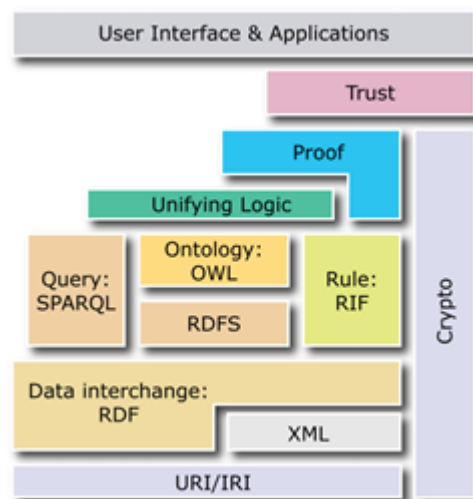 User Interface & Applications
Trust
Proof
Unifying Logic
Query:
SPARQL
Ontology:
OWL
RDFS
Rule:
RIF
Crypto
Data interchange:
RDF
XML
URI/IRI